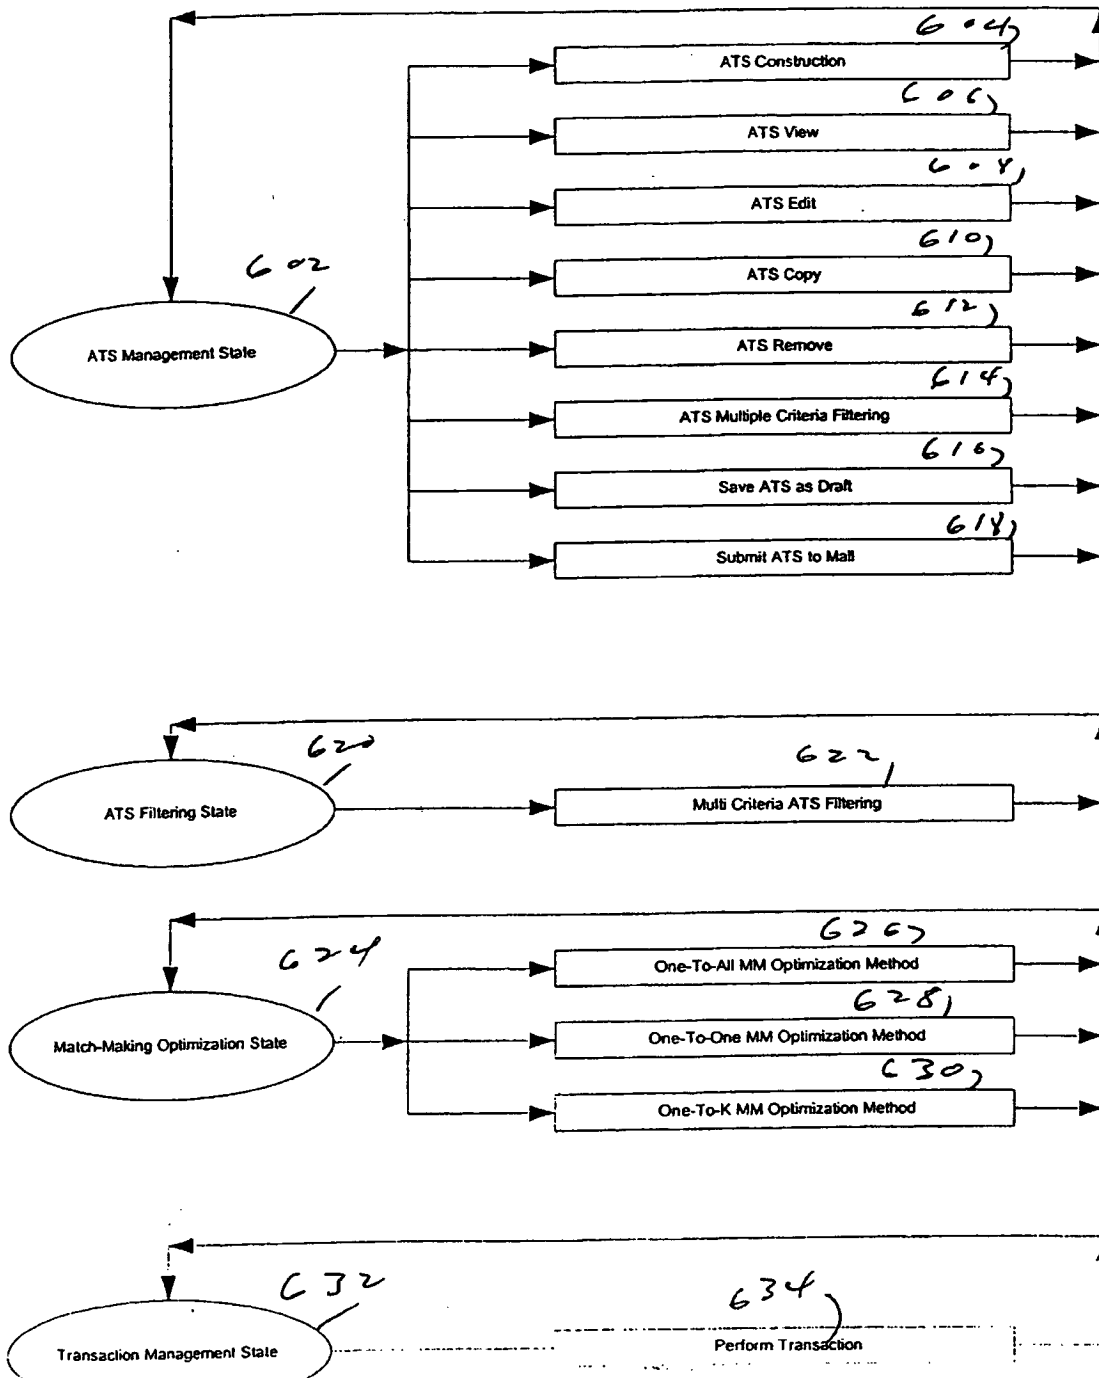 604
ATS Construction
606
ATS View
608
ATS Edit
610
ATS Copy
602
612
ATS Management State
ATS Remove
614
ATS Multiple Criteria Filtering
616
Save ATS as Draft
618
Submit ATS to Mall
620
622
ATS Filtering State
Multi Criteria ATS Filtering
626
624
One-To-All MM Optimization Method
628
Match-Making Optimization State
One-To-One MM Optimization Method
630
One-To-K MM Optimization Method
632
634
Transaction Management State
Perform Transaction